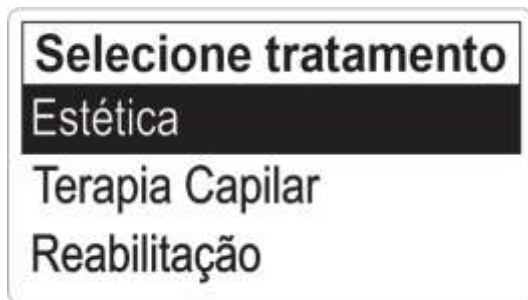 Selecione tratamento
Estética
Terapia Capilar
Reabilitação